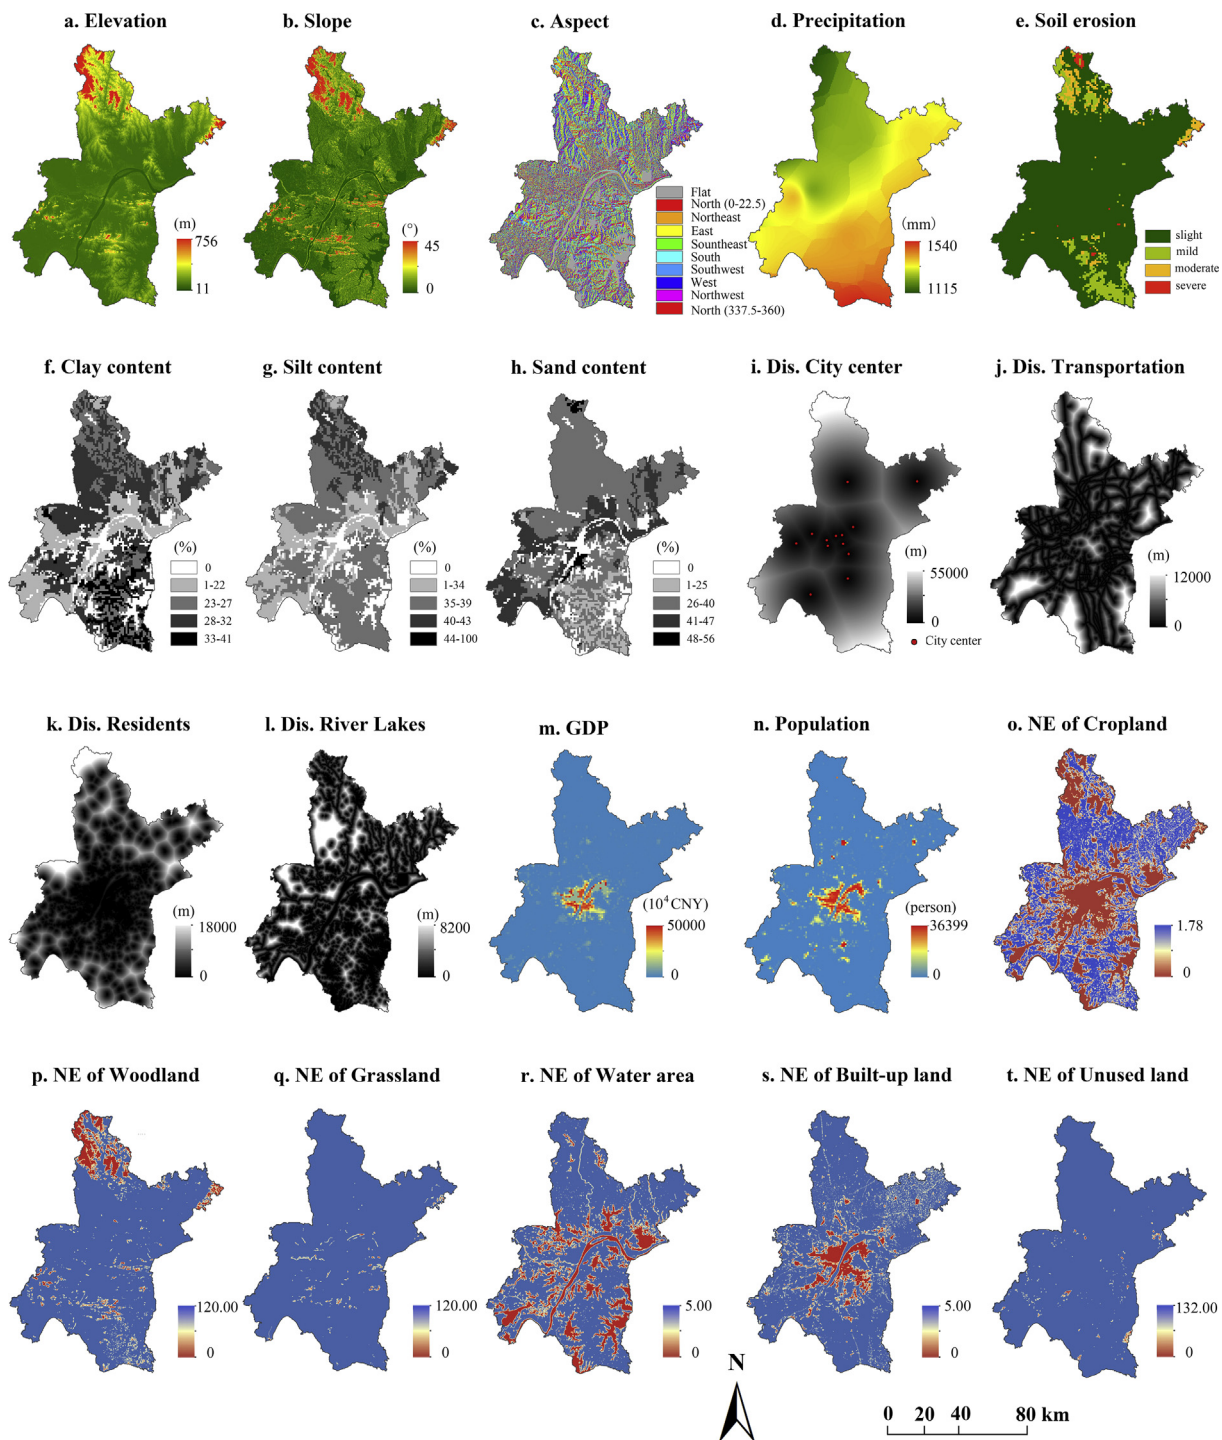 a. Elevation
b. Slope
c. Aspect
d. Precipitation
e. Soil erosion
(m)
756
11
(°)
45
0
Flat
North (0-22.5)
Northeast
East
Sountheast
South
Southwest
West
Northwest
North (337.5-360)
(mm)
1540
1115
slight
mild
moderate
severe
f. Clay content
g. Silt content
h. Sand content
i. Dis. City center
j. Dis. Transportation
(%)
0
1-22
23-27
28-32
33-41
(%)
0
1-34
35-39
40-43
44-100
(%)
0
1-25
26-40
41-47
48-56
(m)
55000
0
City center
(m)
12000
0
k. Dis. Residents
l. Dis. River Lakes
m. GDP
n. Population
o. NE of Cropland
(m)
18000
0
(m)
8200
0
(10⁴ CNY)
50000
0
(person)
36399
0
1.78
0
p. NE of Woodland
q. NE of Grassland
r. NE of Water area
s. NE of Built-up land
t. NE of Unused land
120.00
0
120.00
0
5.00
0
5.00
0
132.00
0
N
0 20 40 80 km